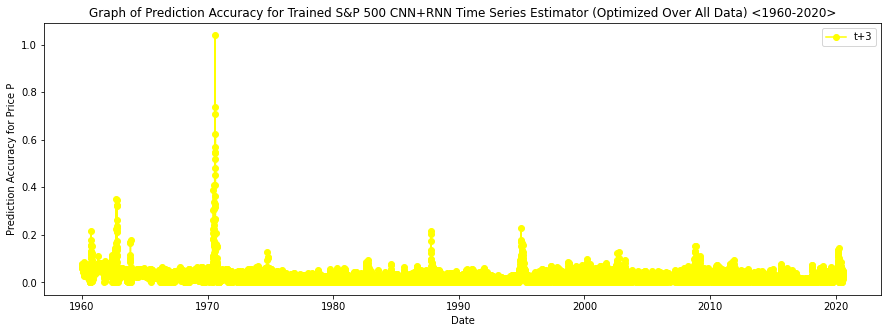 Graph of Prediction Accuracy for Trained S&P 500 CNN+RNN Time Series Estimator (Optimized Over All Data) <1960-2020>
t+3
1.0
0.8
0.6
0.4
0.2
0.0
Prediction Accuracy for Price P
1960 1970 1980 1990 2000 2010 2020
Date